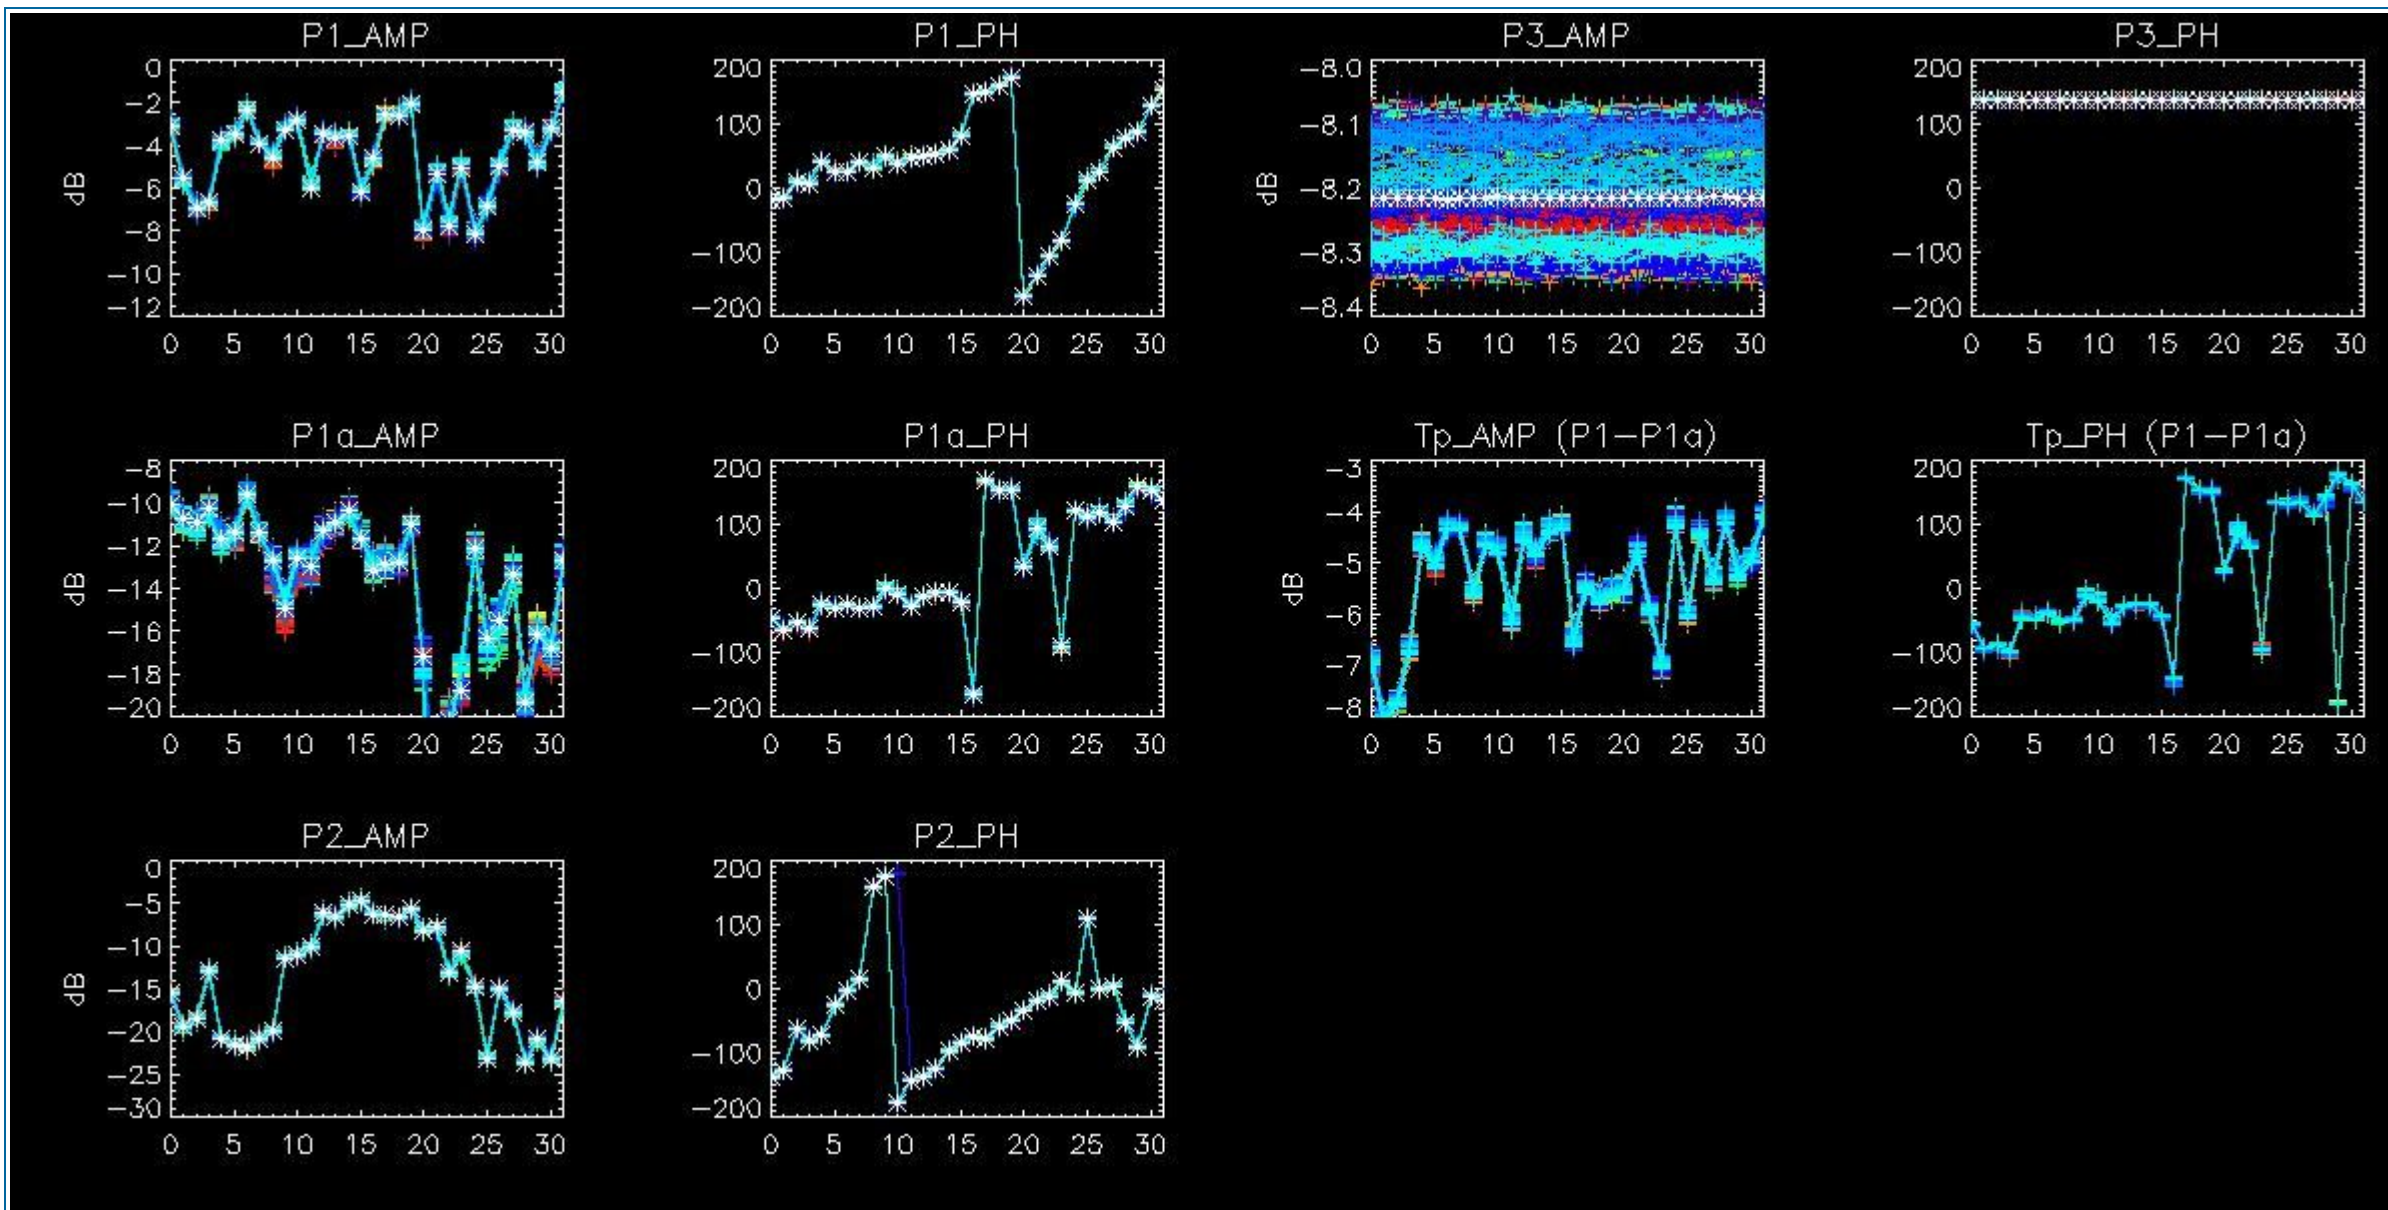 P1_AMP P1_PH P3_AMP P3_PH
0 200 -8.0 200
-2 100 -8.1 100
-4 0 -8.2 0
-6 -100 -8.3 -100
-8 -200 -8.4 -200
-10
-12
dB dB
0 5 10 15 20 25 30 0 5 10 15 20 25 30 0 5 10 15 20 25 30 0 5 10 15 20 25 30
P1a_AMP P1a_PH Tp_AMP (P1-P1a) Tp_PH (P1-P1a)
-8 200 -3 200
-10 100 -4 100
-12 0 -5 0
-14 -100 -6 -100
-16 -200 -7 -200
-18 -8
-20
dB dB
0 5 10 15 20 25 30 0 5 10 15 20 25 30 0 5 10 15 20 25 30 0 5 10 15 20 25 30
P2_AMP P2_PH
0 200
-5 100
-10 0
-15 -100
-20 -200
-25
-30
dB
0 5 10 15 20 25 30 0 5 10 15 20 25 30